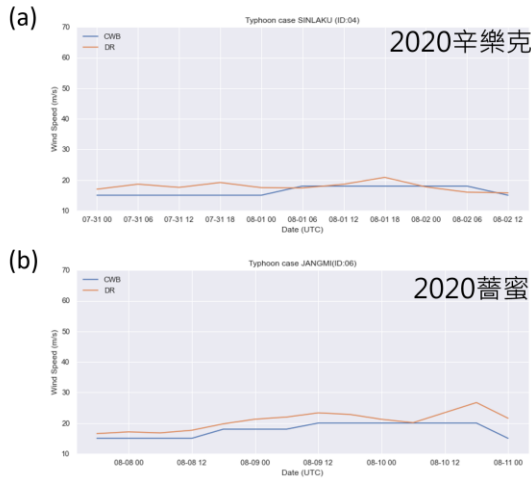 (a)
Typhoon case SINLAKU (ID:04)
2020辛樂克
CWB
DR
Wind Speed (m/s)
70
60
50
40
30
20
10
07-31 00 07-31 06 07-31 12 07-31 18 08-01 00 08-01 06 08-01 12 08-01 18 08-02 00 08-02 06 08-02 12
Date (UTC)
(b)
Typhoon case JANGMI(ID:06)
2020薔蜜
CWB
DR
Wind Speed (m/s)
70
60
50
40
30
20
10
08-08 00 08-08 12 08-09 00 08-09 12 08-10 00 08-10 12 08-11 00
Date (UTC)